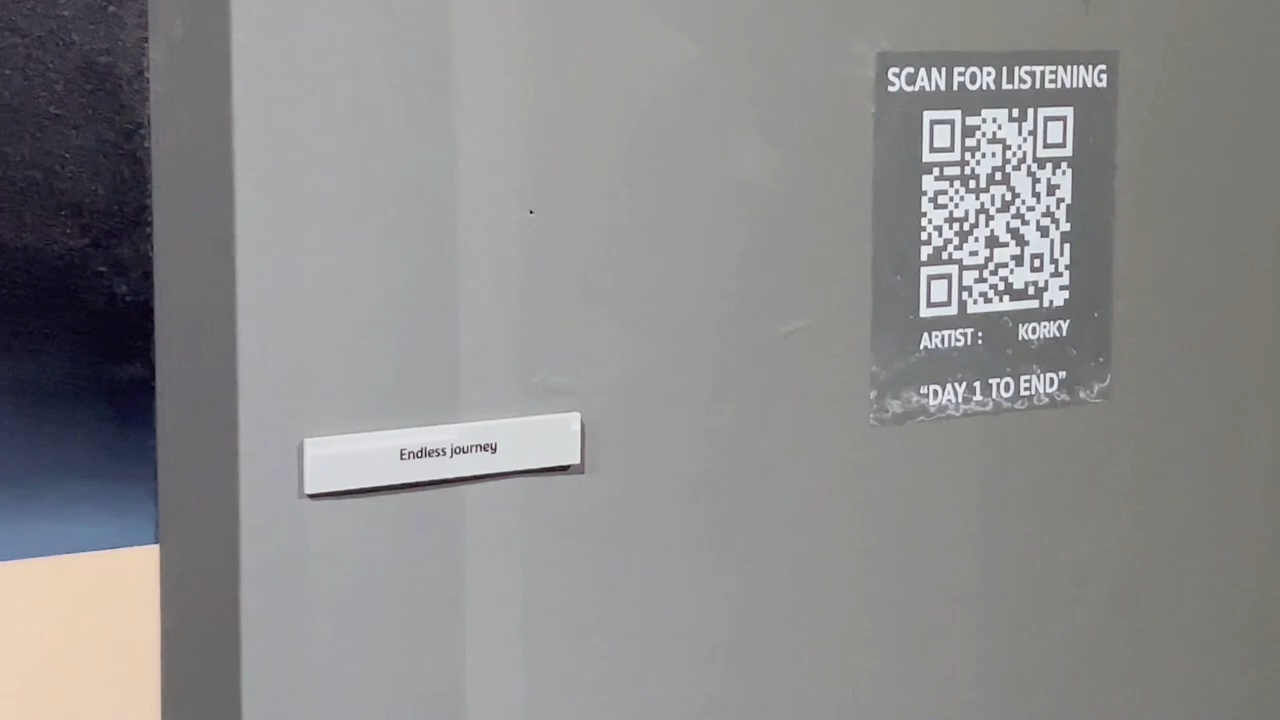 SCAN FOR LISTENING
ARTIST : KORKY
“DAY 1 TO END”
Endless journey